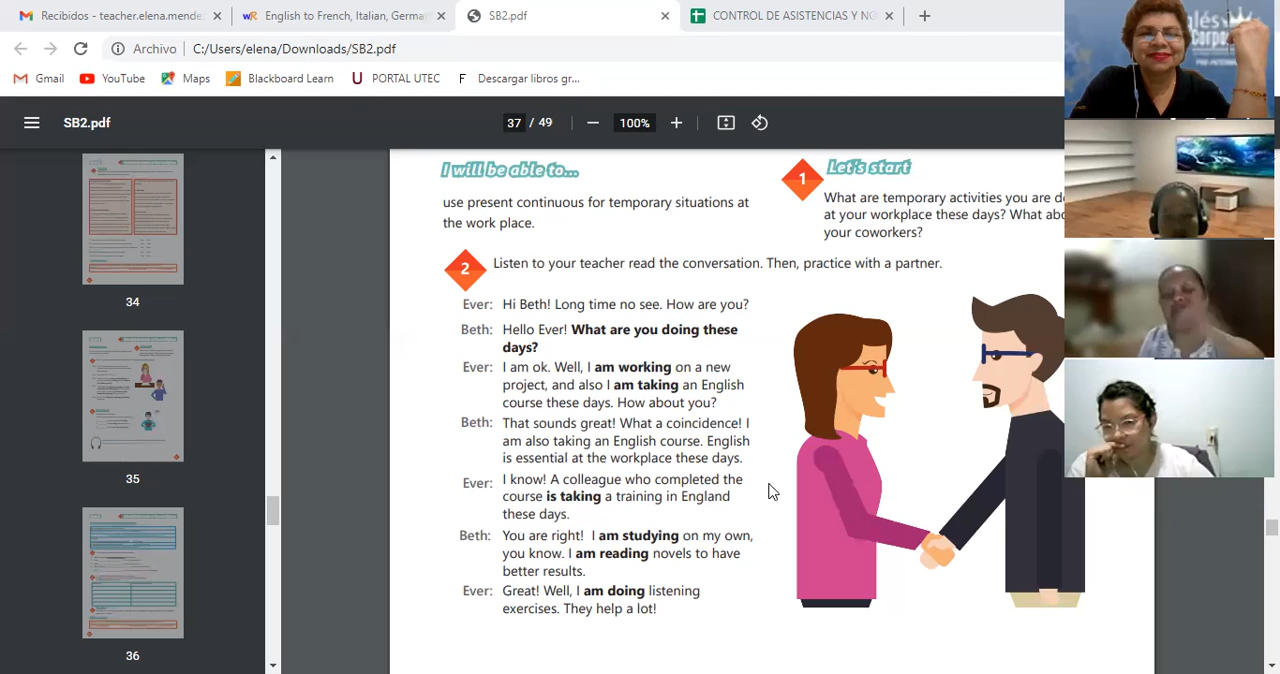 Recibidos - teacher.elena.mende
English to French, Italian, Germa
SB2.pdf
CONTROL DE ASISTENCIAS Y NO
Archivo
C:/Users/elena/Downloads/SB2.pdf
Gmail
YouTube
Maps
Blackboard Learn
U PORTAL UTEC
F Descargar libros gr...
SB2.pdf
37 / 49
100%
34
35
36
I will be able to...
use present continuous for temporary situations at
the work place.
1
Let's start
What are temporary activities you are do
at your workplace these days? What abo
your coworkers?
2
Listen to your teacher read the conversation. Then, practice with a partner.
Ever: Hi Beth! Long time no see. How are you?
Beth: Hello Ever! What are you doing these
days?
Ever: I am ok. Well, I am working on a new
project, and also I am taking an English
course these days. How about you?
Beth: That sounds great! What a coincidence! I
am also taking an English course. English
is essential at the workplace these days.
Ever: I know! A colleague who completed the
course is taking a training in England
these days.
Beth: You are right! I am studying on my own,
you know. I am reading novels to have
better results.
Ever: Great! Well, I am doing listening
exercises. They help a lot!